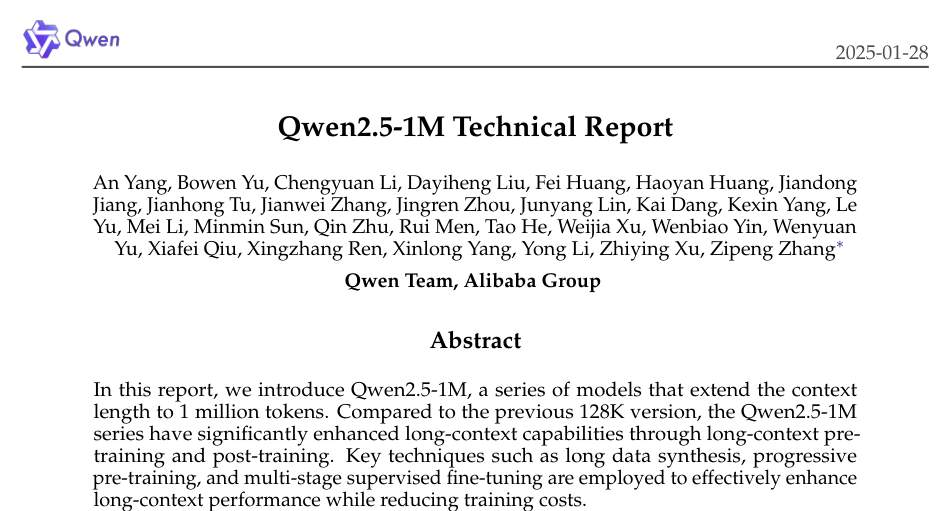 Qwen
2025-01-28
Qwen2.5-1M Technical Report
An Yang, Bowen Yu, Chengyuan Li, Dayiheng Liu, Fei Huang, Haoyan Huang, Jiandong
Jiang, Jianhong Tu, Jianwei Zhang, Jingren Zhou, Junyang Lin, Kai Dang, Kexin Yang, Le
Yu, Mei Li, Minmin Sun, Qin Zhu, Rui Men, Tao He, Weijia Xu, Wenbiao Yin, Wenyuan
Yu, Xiafei Qiu, Xingzhang Ren, Xinlong Yang, Yong Li, Zhiying Xu, Zipeng Zhang*
Qwen Team, Alibaba Group
Abstract
In this report, we introduce Qwen2.5-1M, a series of models that extend the context
length to 1 million tokens. Compared to the previous 128K version, the Qwen2.5-1M
series have significantly enhanced long-context capabilities through long-context pre-
training and post-training. Key techniques such as long data synthesis, progressive
pre-training, and multi-stage supervised fine-tuning are employed to effectively enhance
long-context performance while reducing training costs.